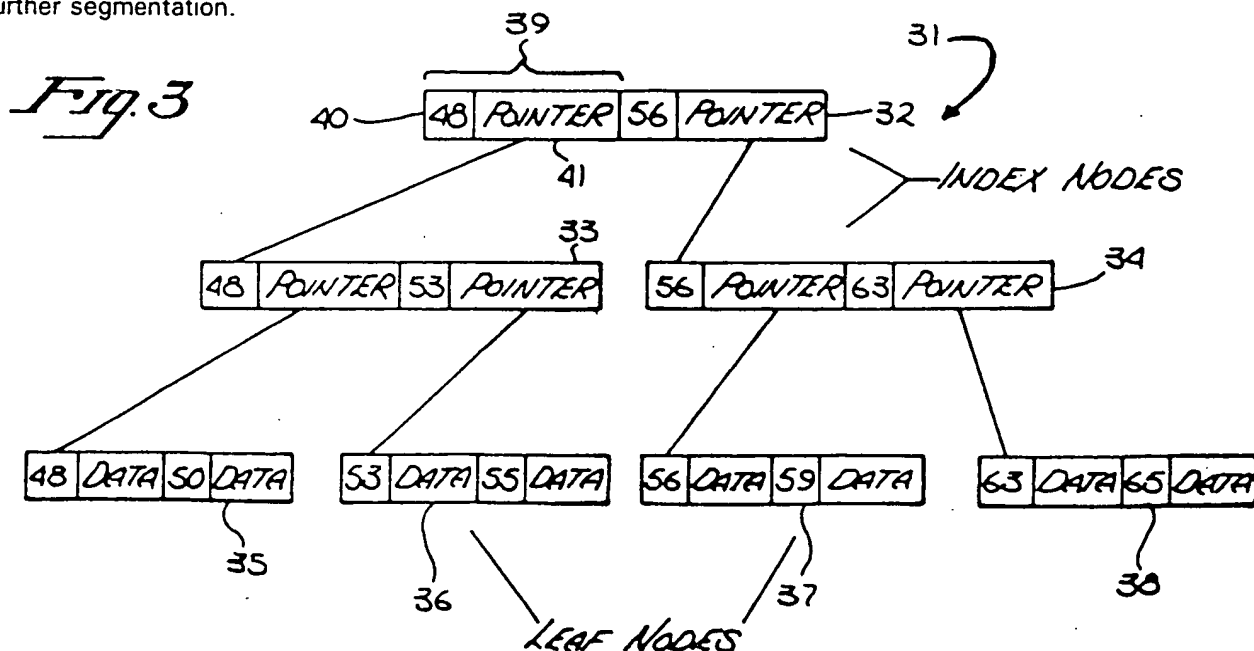 urther segmentation.
39
31
Fig. 3
40 48 POINTER 56 POINTER 32
41
INDEX NODES
33
48 POINTER 53 POINTER 56 POINTER 63 POINTER 34
48 DATA 50 DATA 53 DATA 55 DATA 56 DATA 59 DATA 63 DATA 65 DATA
35 36 37 38
LEAF NODES